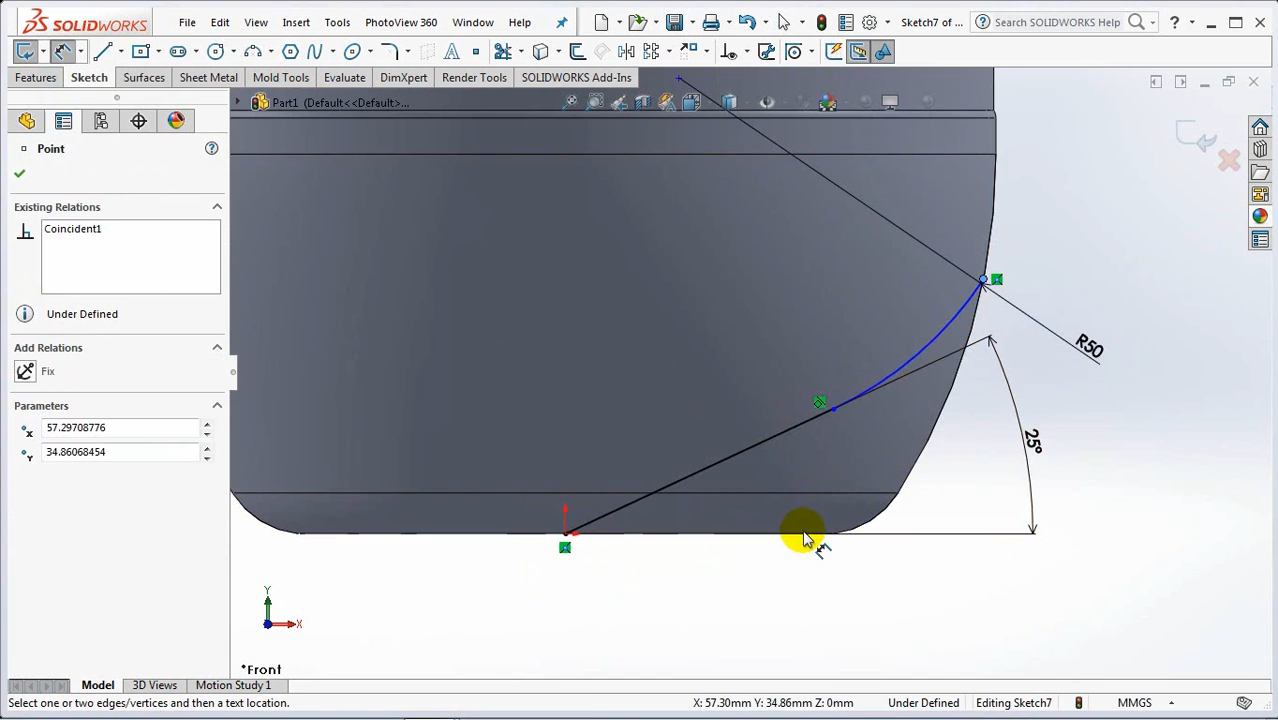 SOLIDWORKS File Edit View Insert Tools PhotoView 360 Window Help Sketch7 of ... Search SOLIDWORKS Help ?
Features Sketch Surfaces Sheet Metal Mold Tools Evaluate DimXpert Render Tools SOLIDWORKS Add-Ins
Part1 (Default<<Default>...
Point
Existing Relations
Coincident1
Under Defined
Add Relations
Fix
Parameters
x 57.29708776
Y 34.86068454
R50
25°
Y
X
*Front
Model 3D Views Motion Study 1
Select one or two edges/vertices and then a text location. X: 57.30mm Y: 34.86mm Z: 0mm Under Defined Editing Sketch7 MMGS